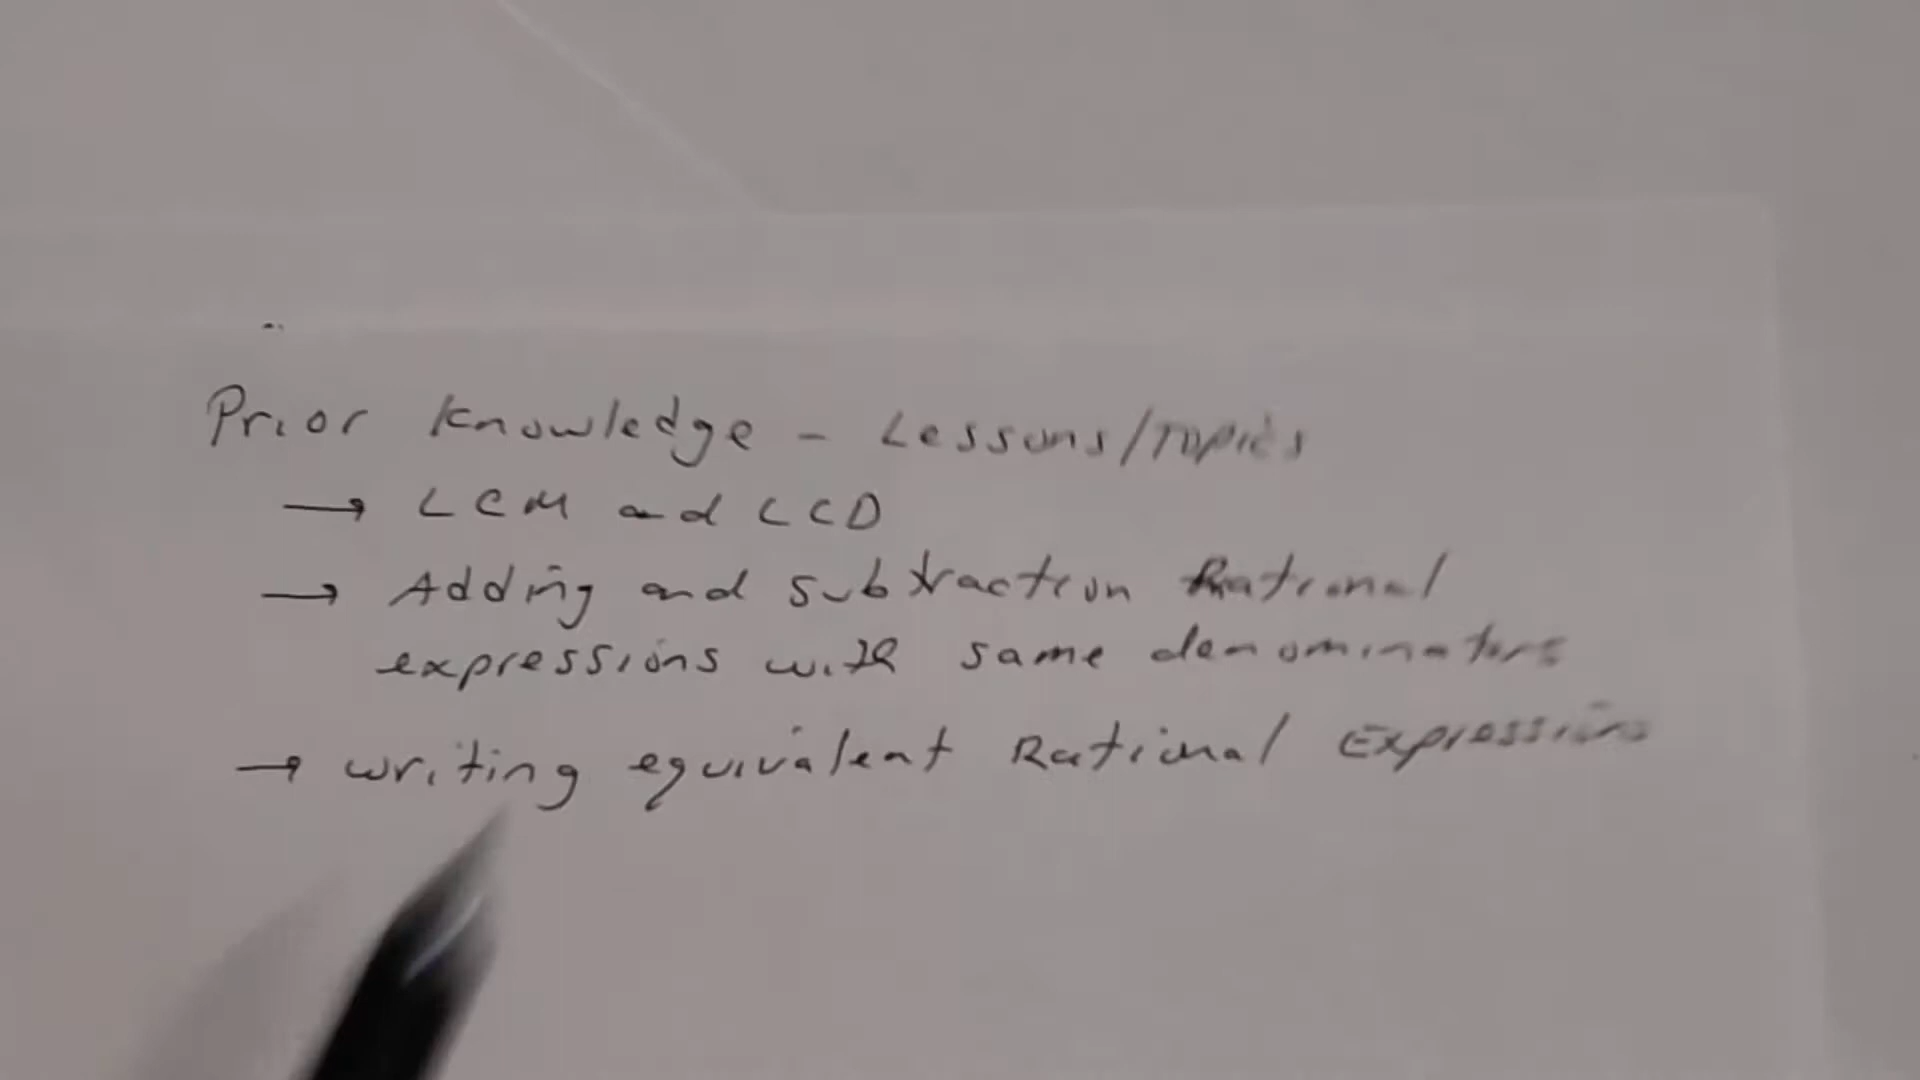 Prior Knowledge - Lessons/Topics
→ LCM and LCD
→ Adding and subtraction Rational
expressions with same denominators
→ writing equivalent Rational Expressions